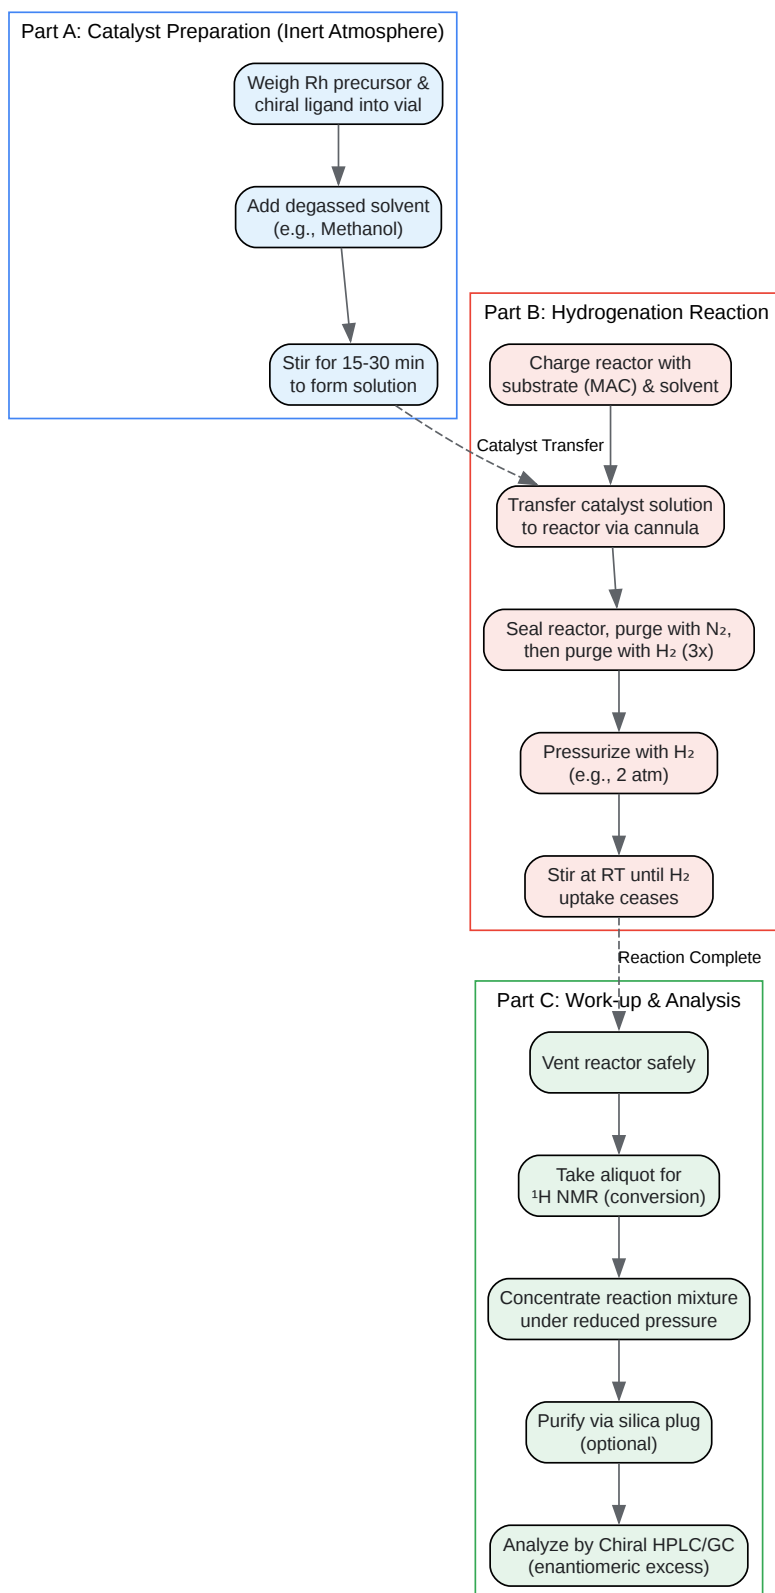 Part A: Catalyst Preparation (Inert Atmosphere)
Weigh Rh precursor &
chiral ligand into vial
Add degassed solvent
(e.g., Methanol)
Stir for 15-30 min
to form solution
Part B: Hydrogenation Reaction
Charge reactor with
substrate (MAC) & solvent
Catalyst Transfer
Transfer catalyst solution
to reactor via cannula
Seal reactor, purge with N₂,
then purge with H₂ (3x)
Pressurize with H₂
(e.g., 2 atm)
Stir at RT until H₂
uptake ceases
Reaction Complete
Part C: Work-up & Analysis
Vent reactor safely
Take aliquot for
¹H NMR (conversion)
Concentrate reaction mixture
under reduced pressure
Purify via silica plug
(optional)
Analyze by Chiral HPLC/GC
(enantiomeric excess)